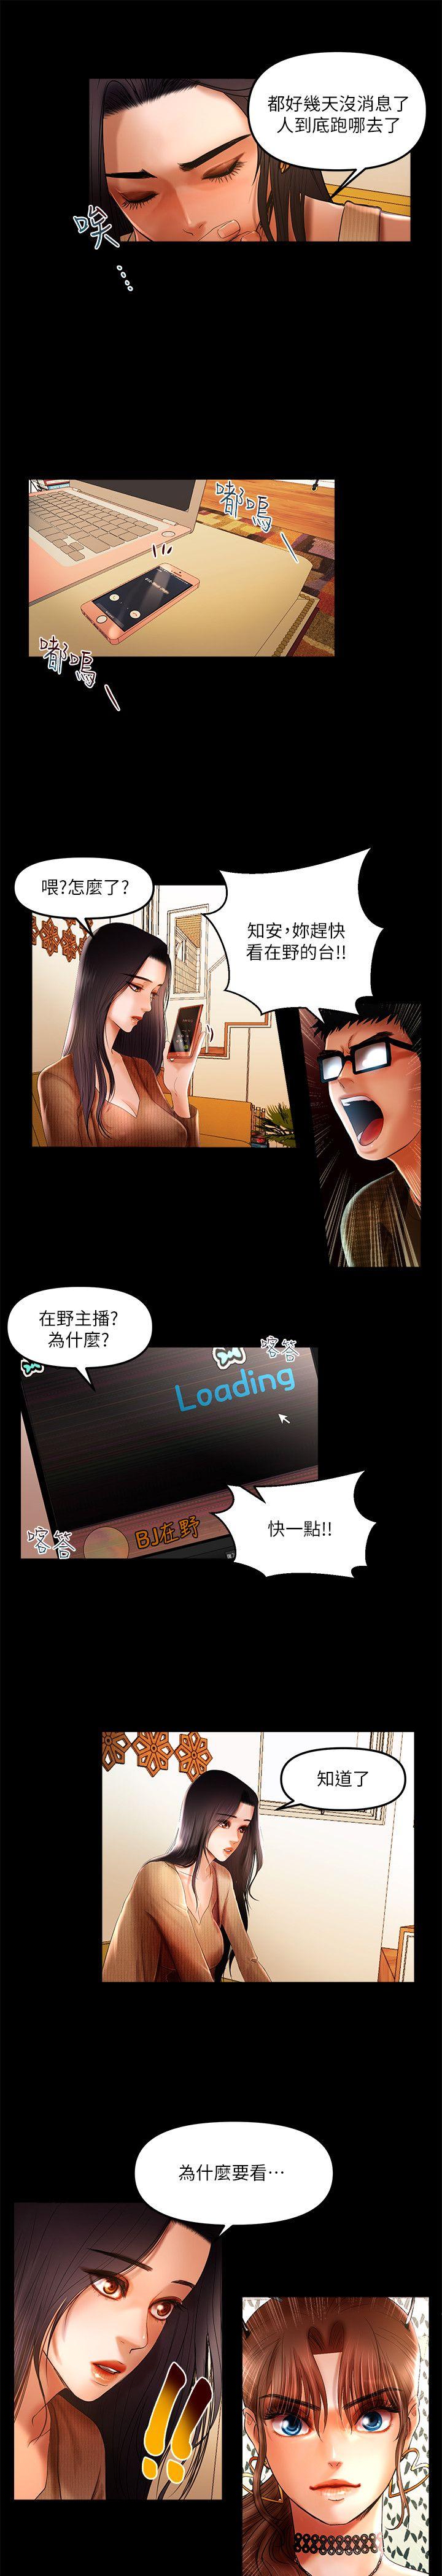 都好幾天沒消息了
人到底跑哪去了
唉
嘟嗚
嘟嗚
喂?怎麼了?
知安,妳趕快
看在野的台!!
在野主播?
為什麼?
喀答
Loading
喀答
BJ在野
快一點!!
知道了
為什麼要看…
!!